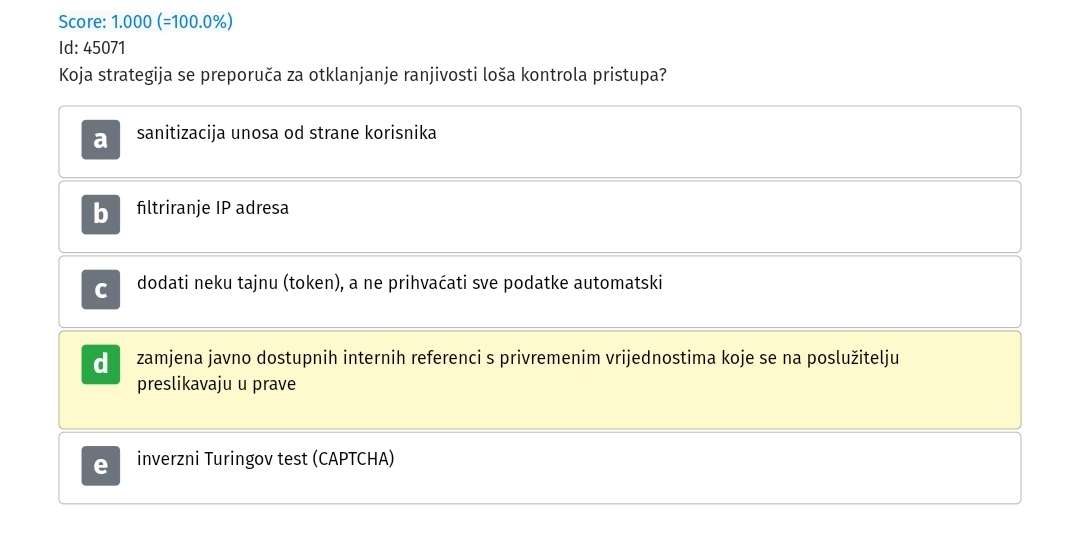 Score: 1.000 (=100.0%)
Id: 45071
Koja strategija se preporuča za otklanjanje ranjivosti loša kontrola pristupa?
a sanitizacija unosa od strane korisnika
b filtriranje IP adresa
c dodati neku tajnu (token), a ne prihvaćati sve podatke automatski
d zamjena javno dostupnih internih referenci s privremenim vrijednostima koje se na poslužitelju
preslikavaju u prave
e inverzni Turingov test (CAPTCHA)